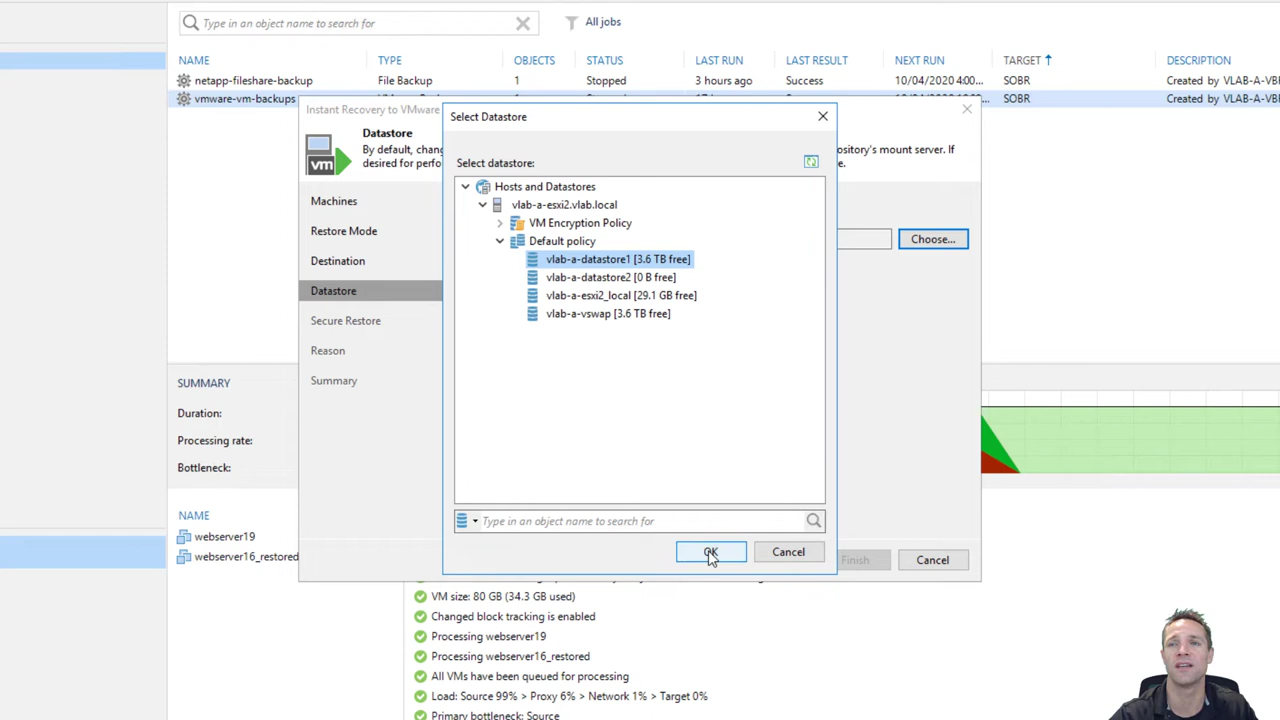 Type in an object name to search for
All jobs
NAME TYPE OBJECTS STATUS LAST RUN LAST RESULT NEXT RUN TARGET DESCRIPTION
netapp-fileshare-backup File Backup 1 Stopped 3 hours ago Success 10/04/2020 4:00... SOBR Created by VLAB-A-VB
vmware-vm-backups SOBR Created by VLAB-A-VB
Instant Recovery to VMware
Select Datastore
Datastore
By default, chang ository's mount server. If
desired for perfo e.
Select datastore:
Hosts and Datastores
vlab-a-esxi2.vlab.local
VM Encryption Policy
Default policy
vlab-a-datastore1 [3.6 TB free]
vlab-a-datastore2 [0 B free]
vlab-a-esxi2_local [29.1 GB free]
vlab-a-vswap [3.6 TB free]
Machines
Restore Mode
Destination
Datastore
Secure Restore
Reason
Summary
Choose...
Type in an object name to search for
OK Cancel
Finish Cancel
SUMMARY
Duration:
Processing rate:
Bottleneck:
NAME
webserver19
webserver16_restored
VM size: 80 GB (34.3 GB used)
Changed block tracking is enabled
Processing webserver19
Processing webserver16_restored
All VMs have been queued for processing
Load: Source 99% > Proxy 6% > Network 1% > Target 0%
Primary bottleneck: Source